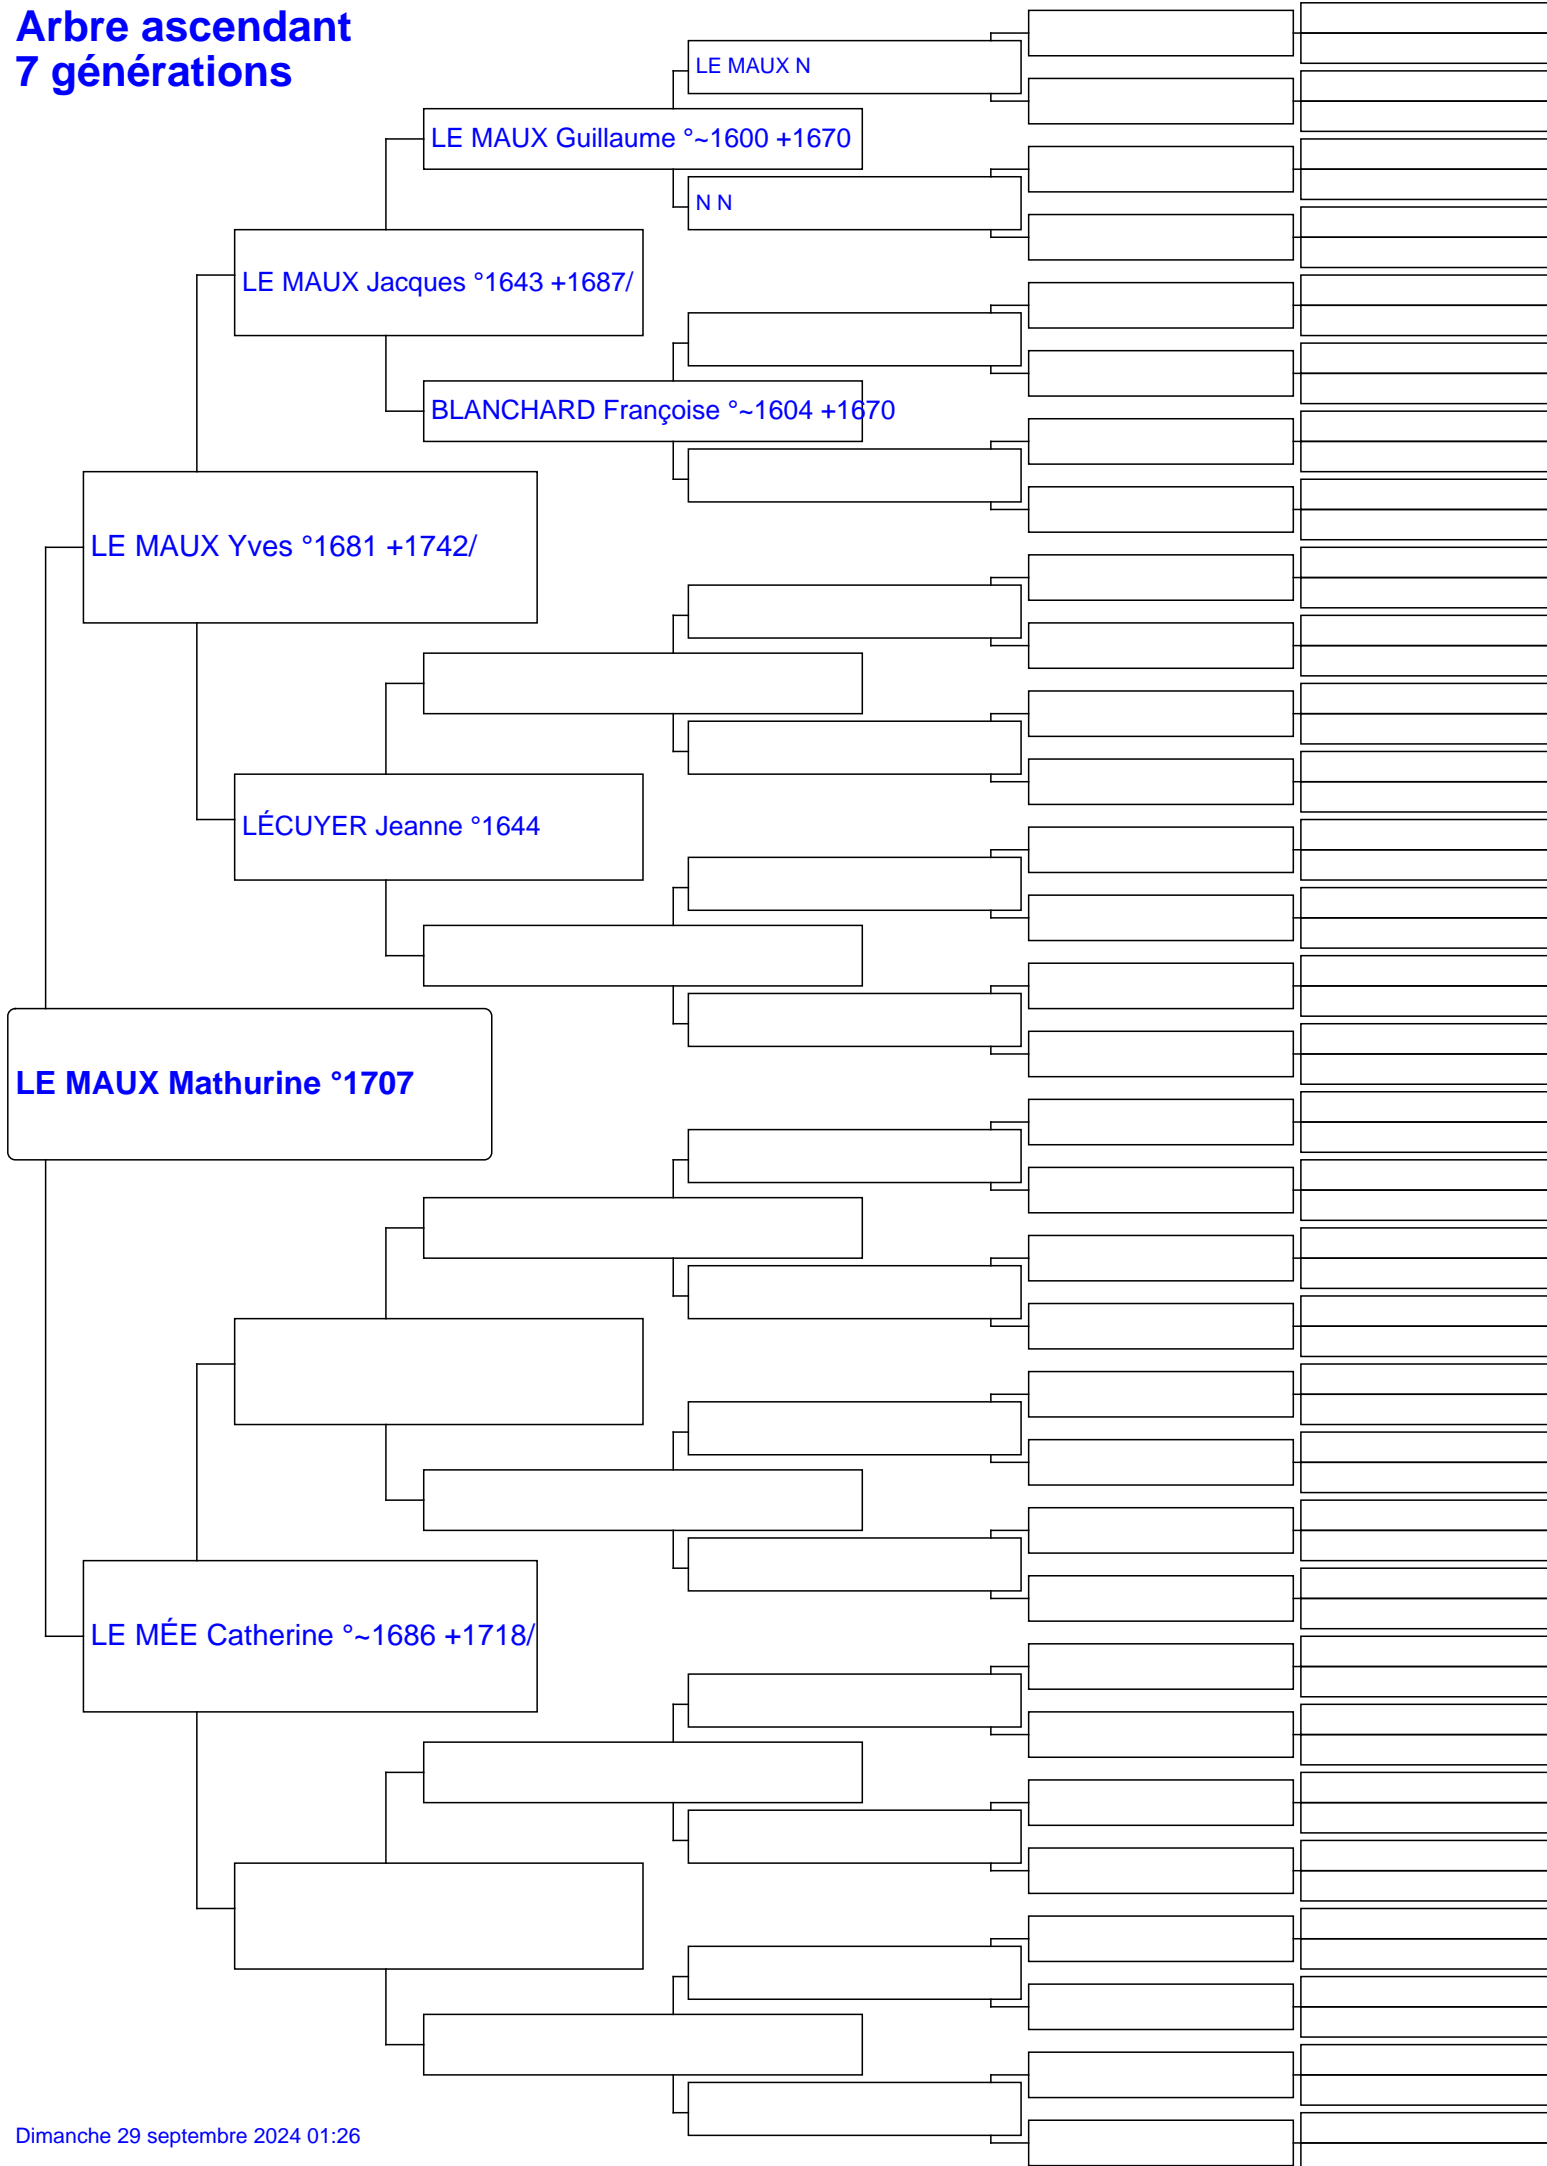 Arbre ascendant
7 générations
LE MAUX N
LE MAUX Guillaume °~1600 +1670
N N
LE MAUX Jacques °1643 +1687/
BLANCHARD Françoise °~1604 +1670
LE MAUX Yves °1681 +1742/
LÉCUYER Jeanne °1644
LE MAUX Mathurine °1707
LE MÉE Catherine °~1686 +1718/
Dimanche 29 septembre 2024 01:26